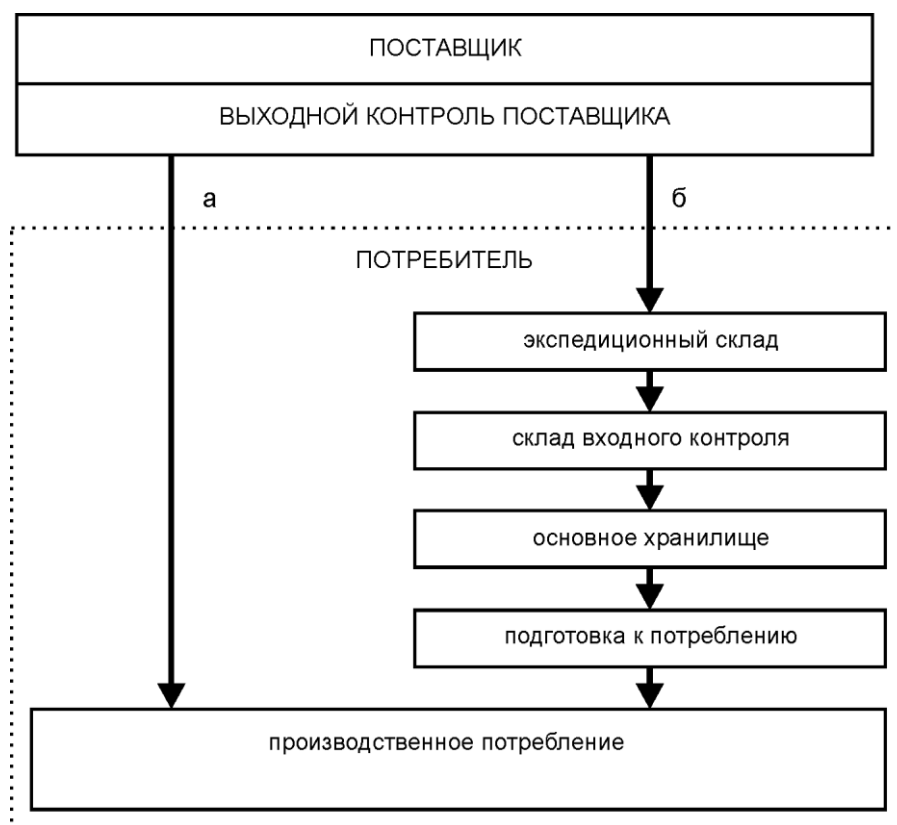 ПОСТАВЩИК
ВЫХОДНОЙ КОНТРОЛЬ ПОСТАВЩИКА
а
б
ПОТРЕБИТЕЛЬ
экспедиционный склад
склад входного контроля
основное хранилище
подготовка к потреблению
производственное потребление